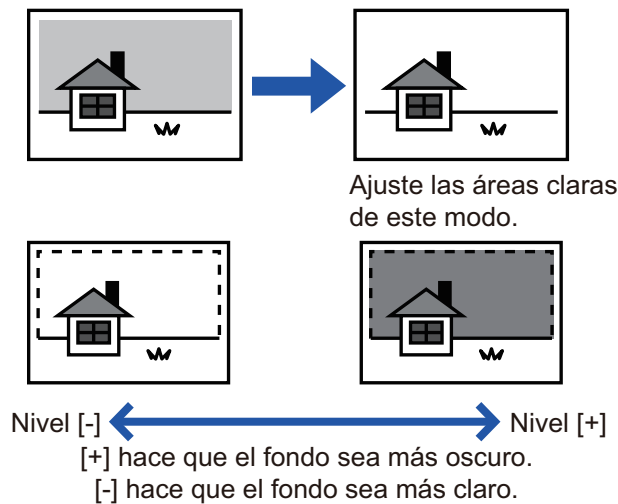 Ajuste las áreas claras
de este modo.
Nivel [-]
Nivel [+]
[+] hace que el fondo sea más oscuro.
[-] hace que el fondo sea más claro.